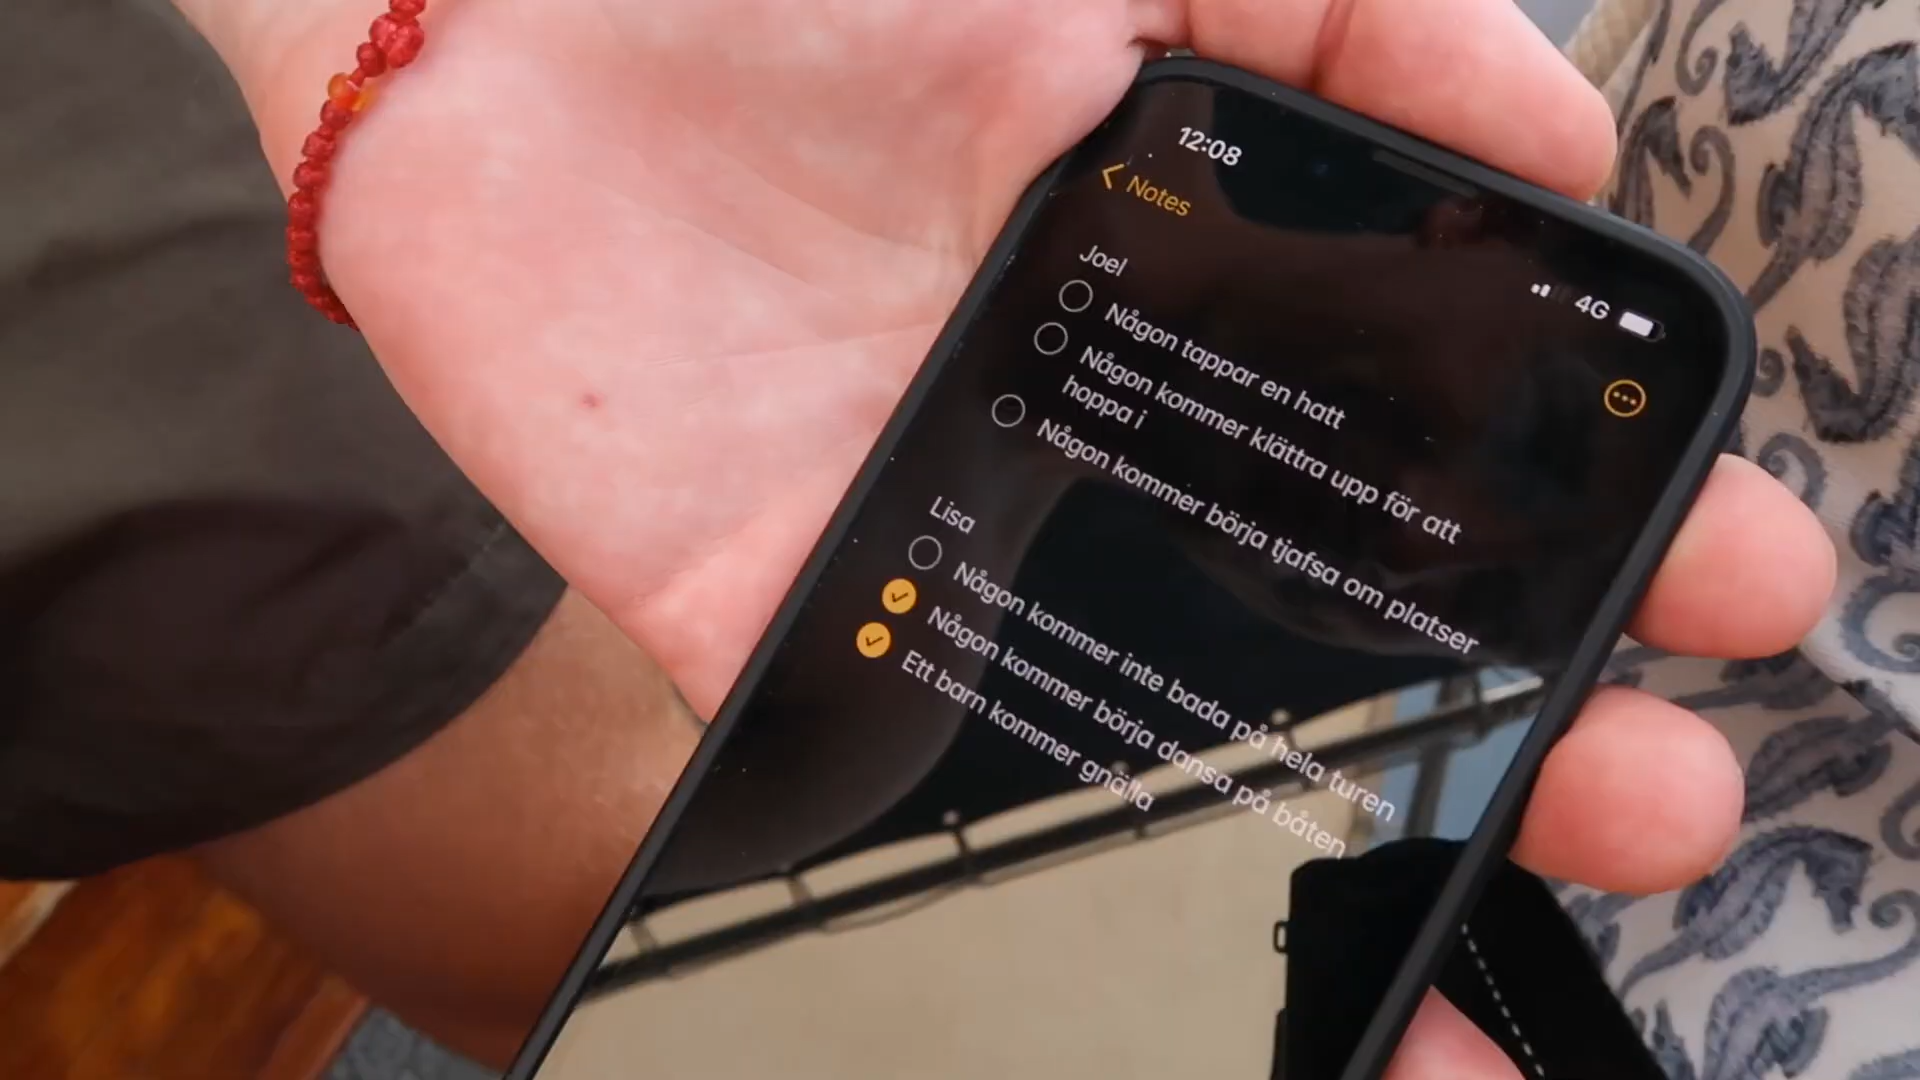 12:08
4G
Notes
Joel
Någon tappar en hatt
Någon kommer klättra upp för att
hoppa i
Någon kommer börja tjafsa om platser
Lisa
Någon kommer inte bada på hela turen
Någon kommer börja dansa på båten
Ett barn kommer gnälla